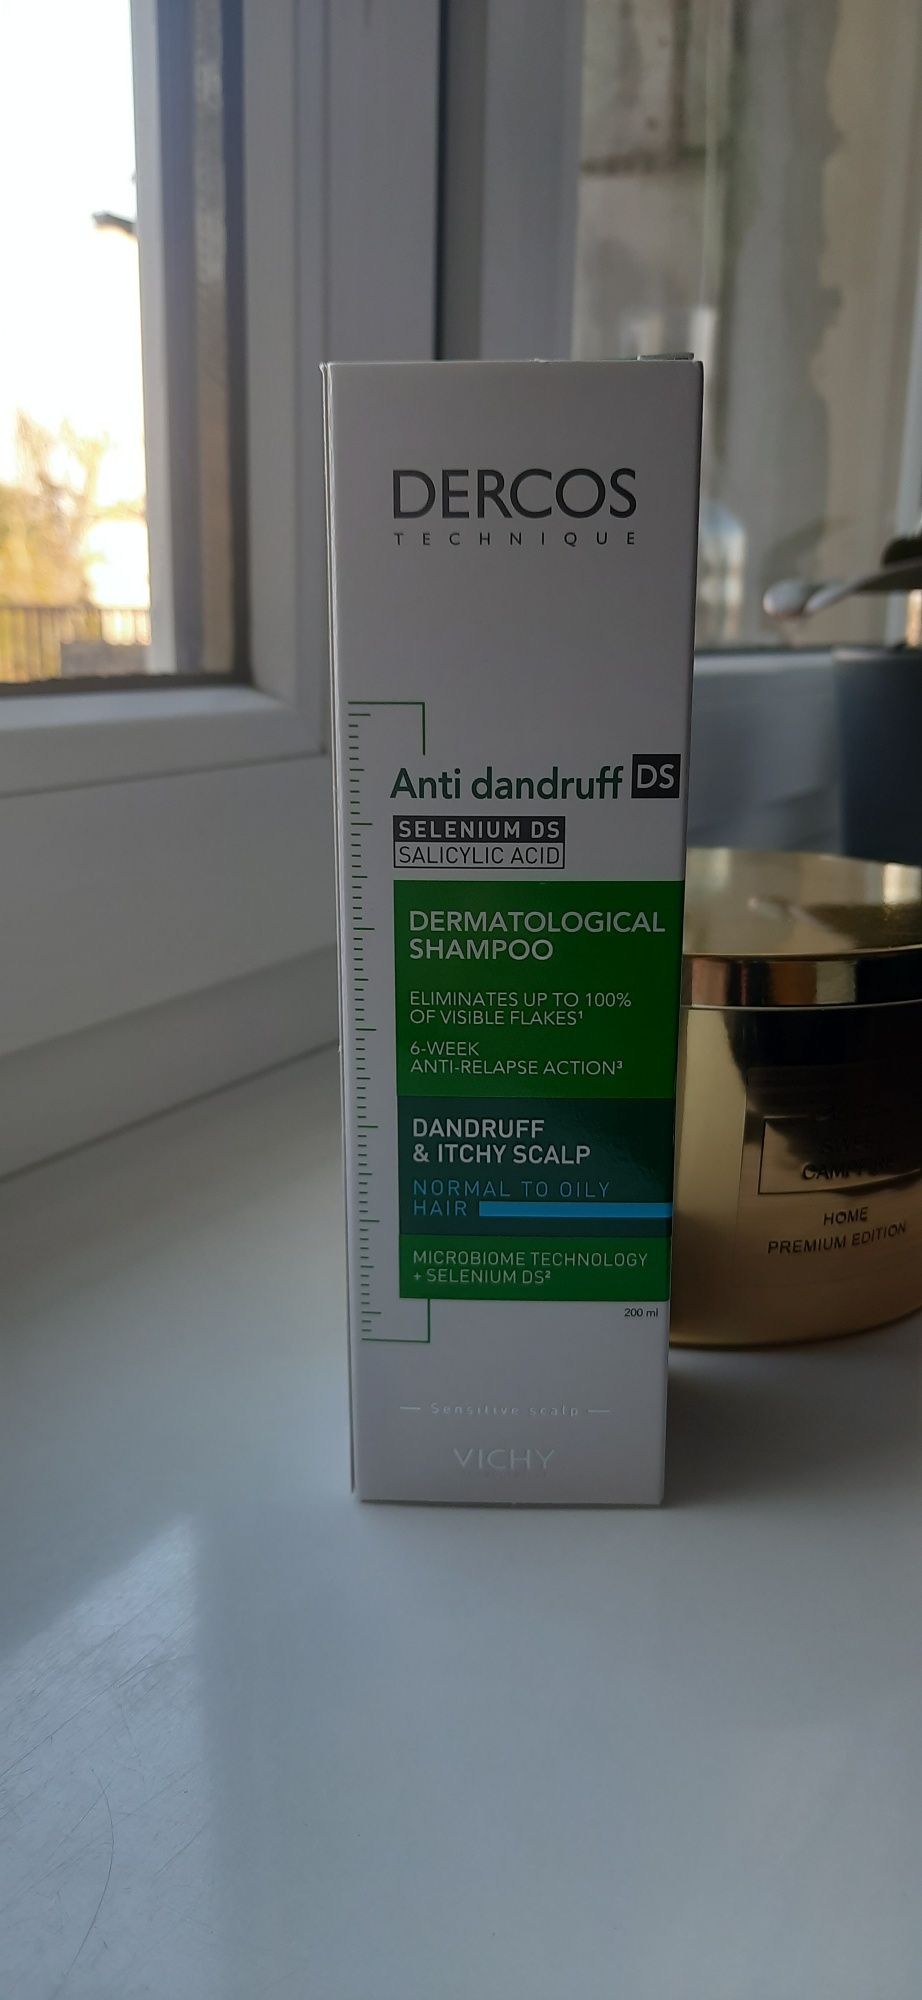 DERCOS
TECHNIQUE
Anti dandruff DS
SELENIUM DS
SALICYLIC ACID
DERMATOLOGICAL
SHAMPOO
ELIMINATES UP TO 100%
OF VISIBLE FLAKES¹
6-WEEK
ANTI-RELAPSE ACTION³
DANDRUFF
& ITCHY SCALP
NORMAL TO OILY
HAIR
MICROBIOME TECHNOLOGY
+ SELENIUM DS²
200 ml
Sensitive scalp
VICHY
CAMPFIRE
HOME
PREMIUM EDITION